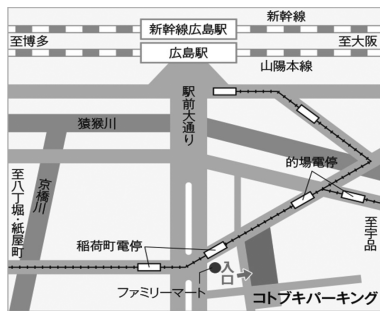 新幹線
新幹線広島駅
至博多
広島駅
至大阪
山陽本線
駅前大通り
猿猴川
的場電停
京橋川
至八丁堀・紙屋町
至宇品
稲荷町電停
入口
ファミリーマート
コトブキパーキング